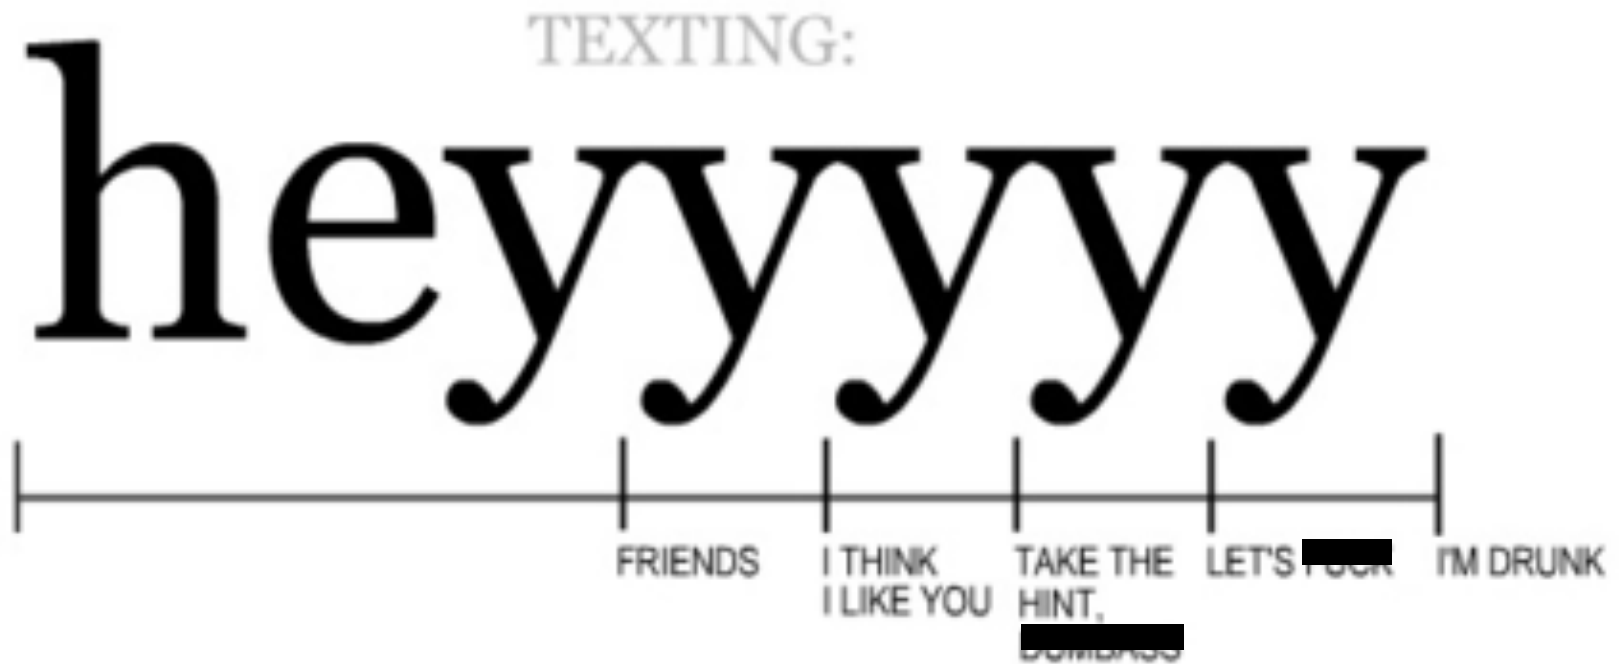 TEXTING:
heyyyyy
FRIENDS
I THINK
I LIKE YOU
TAKE THE
HINT,
LET'S
I'M DRUNK